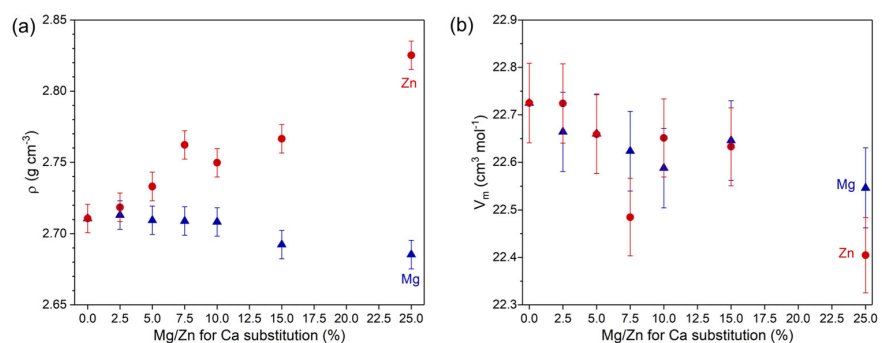 (a)
ρ (g cm⁻³)
2.85
2.80
2.75
2.70
2.65
Zn
Mg
0.0 2.5 5.0 7.5 10.0 12.5 15.0 17.5 20.0 22.5 25.0
Mg/Zn for Ca substitution (%)
(b)
Vₘ (cm³ mol⁻¹)
22.9
22.8
22.7
22.6
22.5
22.4
22.3
Mg
Zn
0.0 2.5 5.0 7.5 10.0 12.5 15.0 17.5 20.0 22.5 25.0
Mg/Zn for Ca substitution (%)